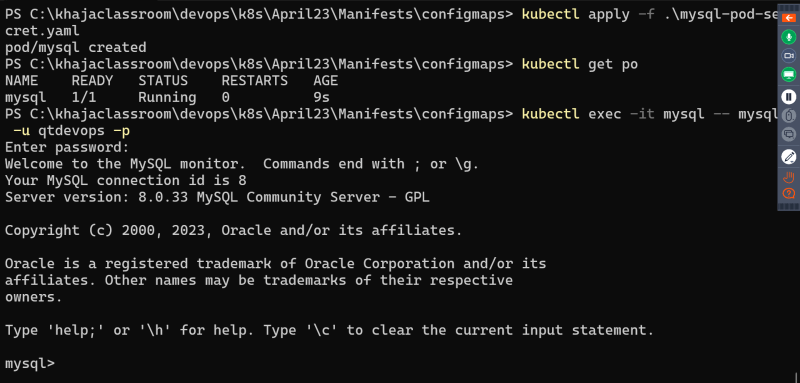 PS C:\khajaclassroom\devops\k8s\April23\Manifests\configmaps> kubectl apply -f .\mysql-pod-se
cret.yaml
pod/mysql created
PS C:\khajaclassroom\devops\k8s\April23\Manifests\configmaps> kubectl get po
NAME    READY   STATUS    RESTARTS   AGE
mysql   1/1     Running   0          9s
PS C:\khajaclassroom\devops\k8s\April23\Manifests\configmaps> kubectl exec -it mysql -- mysql
 -u qtdevops -p
Enter password:
Welcome to the MySQL monitor.  Commands end with ; or \g.
Your MySQL connection id is 8
Server version: 8.0.33 MySQL Community Server - GPL

Copyright (c) 2000, 2023, Oracle and/or its affiliates.

Oracle is a registered trademark of Oracle Corporation and/or its
affiliates. Other names may be trademarks of their respective
owners.

Type 'help;' or '\h' for help. Type '\c' to clear the current input statement.

mysql>